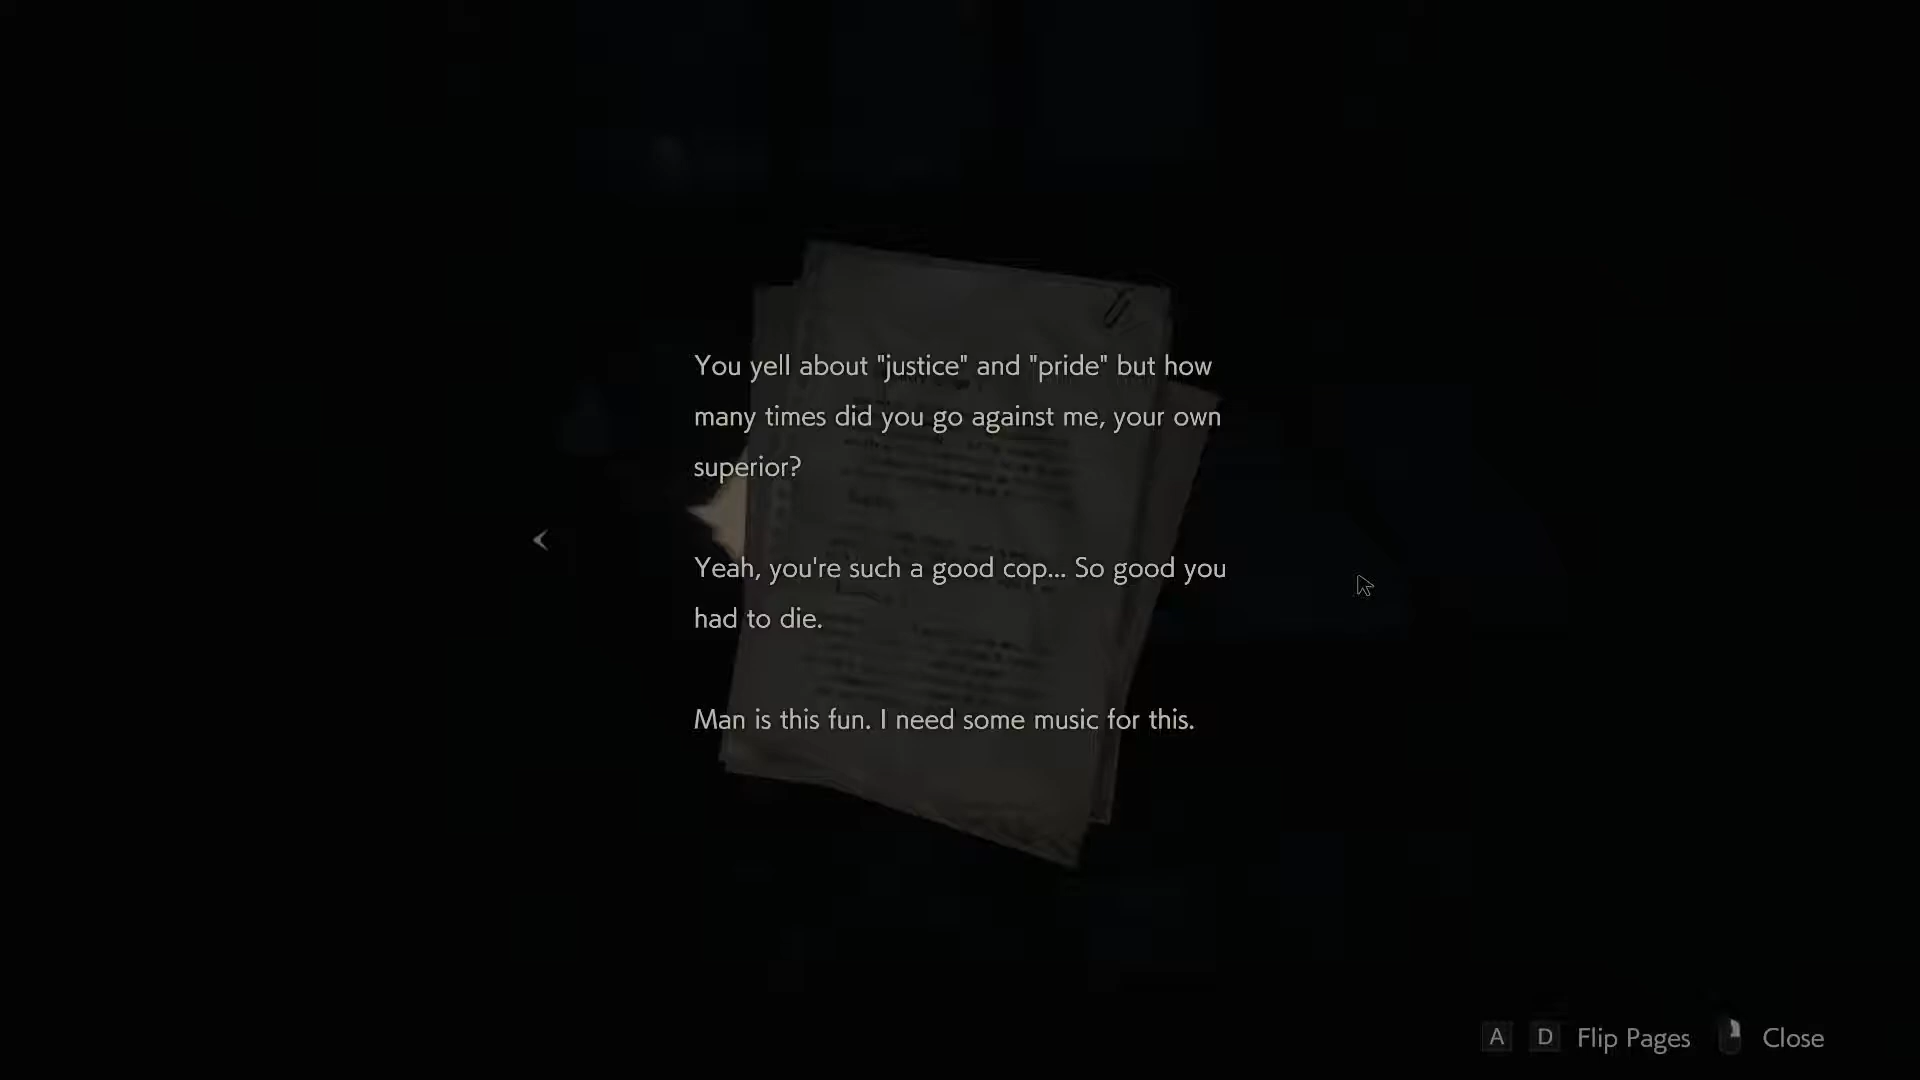 You yell about "justice" and "pride" but how
many times did you go against me, your own
superior?
Yeah, you're such a good cop... So good you
had to die.
Man is this fun. I need some music for this.
A D Flip Pages Close